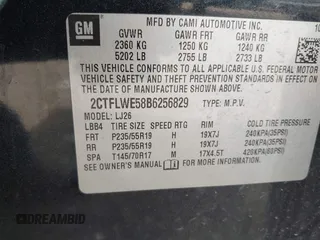 GM
MFD BY CAMI AUTOMOTIVE INC.
GVWR GAWR FRT GAWR RR
2360 KG 1250 KG 1240 KG
5202 LB 2755 LB 2733 LB
THIS VEHICLE CONFORMS TO ALL APPLICABLE U.S. FEDERAL
MOTOR VEHICLE SAFETY AND THEFT PREVENTION STANDARDS
IN EFFECT ON THE DATE OF MANUFACTURE SHOWN ABOVE.
2CTFLWE58B6256829 TYPE: M.P.V.
MODEL: LJ26
LBB4 TIRE SIZE SPEED RTG RIM COLD TIRE PRESSURE
FRT P235/55R19 H 19X7J 240KPA(35PSI)
RR P235/55R19 H 19X7J 240KPA(35PSI)
SPA T145/70R17 M 17X4.5T 420KPA(60PSI)
© DREAMBID
autobidmaster.com